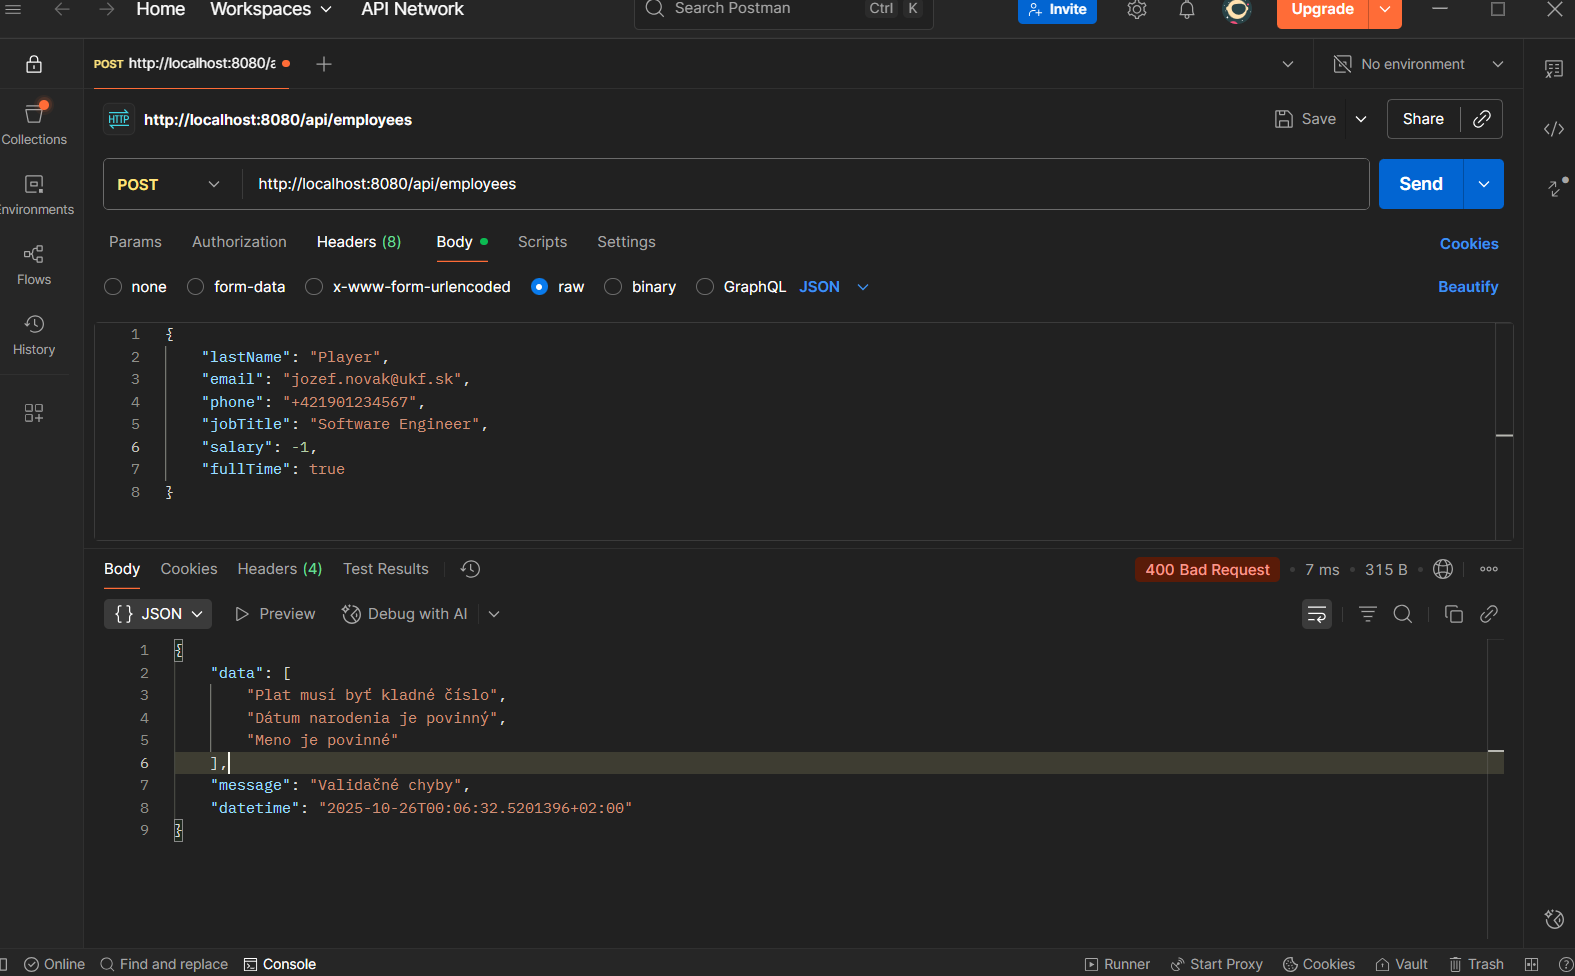 Home Workspaces API Network Search Postman Ctrl K Invite Upgrade
POST http://localhost:8080/a No environment
Collections
http://localhost:8080/api/employees Save Share
POST http://localhost:8080/api/employees Send
nvironments
Params Authorization Headers (8) Body Scripts Settings Cookies
none form-data x-www-form-urlencoded raw binary GraphQL JSON Beautify
Flows
History
1 {
2 "lastName": "Player",
3 "email": "jozef.novak@ukf.sk",
4 "phone": "+421901234567",
5 "jobTitle": "Software Engineer",
6 "salary": -1,
7 "fullTime": true
8 }
Body Cookies Headers (4) Test Results 400 Bad Request • 7 ms • 315 B •
{} JSON Preview Debug with AI
1 {
2 "data": [
3 "Plat musí byť kladné číslo",
4 "Dátum narodenia je povinný",
5 "Meno je povinné"
6 ],
7 "message": "Validačné chyby",
8 "datetime": "2025-10-26T00:06:32.5201396+02:00"
9 }
Online Find and replace Console Runner Start Proxy Cookies Vault Trash